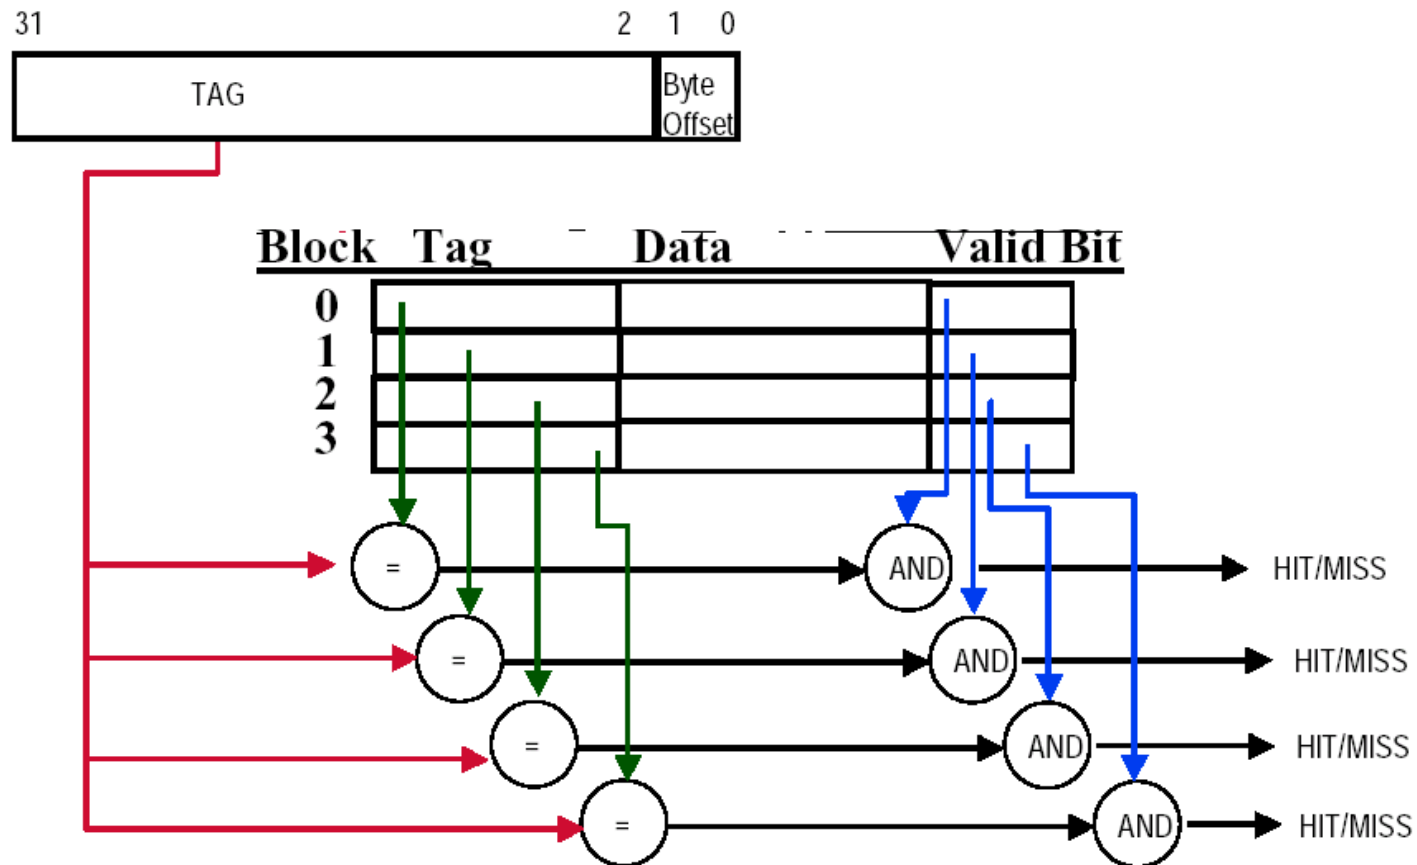 31 2 1 0
TAG
Byte
Offset
Block Tag Data Valid Bit
0
1
2
3
= AND HIT/MISS
= AND HIT/MISS
= AND HIT/MISS
= AND HIT/MISS